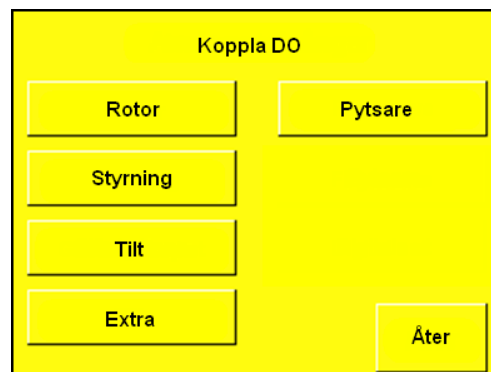 Koppla DO
Rotor
Pytsare
Styrning
Tilt
Extra
Åter